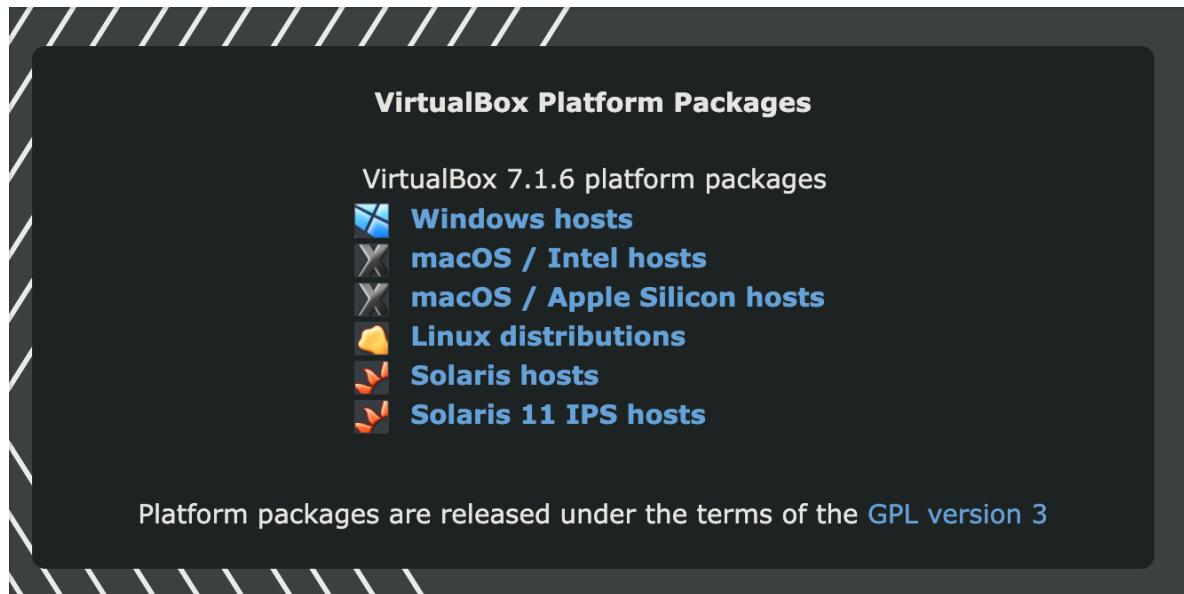 VirtualBox Platform Packages
VirtualBox 7.1.6 platform packages
Windows hosts
macOS / Intel hosts
macOS / Apple Silicon hosts
Linux distributions
Solaris hosts
Solaris 11 IPS hosts
Platform packages are released under the terms of the GPL version 3